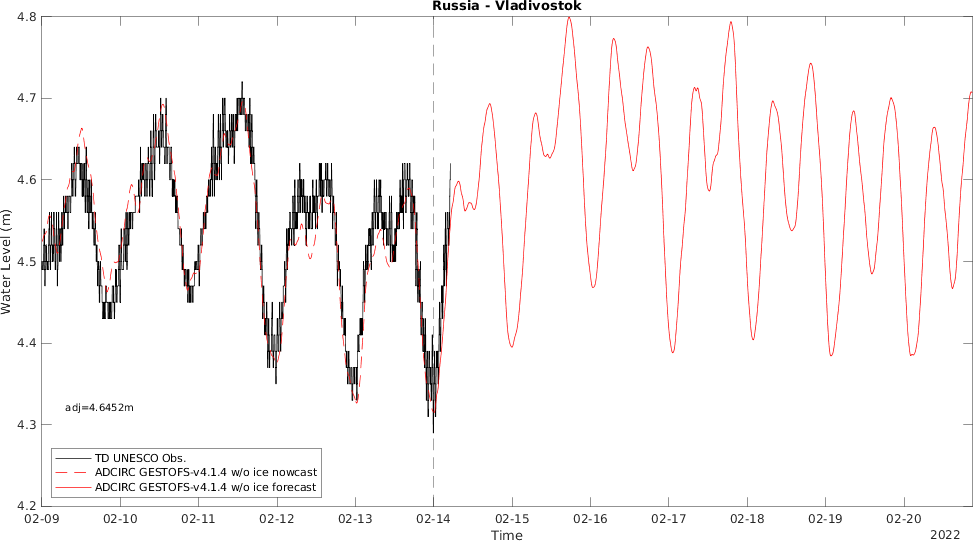 Russia - Vladivostok
4.8
4.7
4.6
4.5
4.4
4.3
4.2
Water Level (m)
adj=4.6452m
TD UNESCO Obs.
ADCIRC GESTOFS-v4.1.4 w/o ice nowcast
ADCIRC GESTOFS-v4.1.4 w/o ice forecast
02-09 02-10 02-11 02-12 02-13 02-14 02-15 02-16 02-17 02-18 02-19 02-20
Time
2022